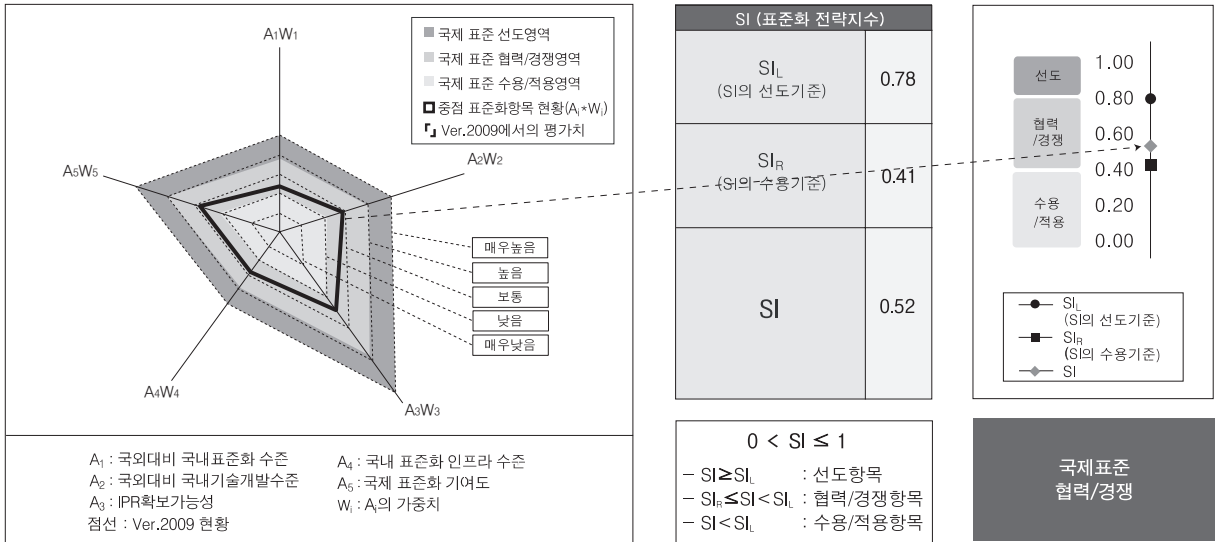 A₁W₁
A₂W₂
A₃W₃
A₄W₄
A₅W₅
국제 표준 선도영역
국제 표준 협력/경쟁영역
국제 표준 수용/적용영역
중점 표준화항목 현황(Aᵢ*Wᵢ)
Ver.2009에서의 평가치
매우높음
높음
보통
낮음
매우낮음
A₁ : 국외대비 국내표준화 수준
A₂ : 국외대비 국내기술개발수준
A₃ : IPR확보가능성
점선 : Ver.2009 현황
A₄ : 국내 표준화 인프라 수준
A₅ : 국제 표준화 기여도
Wᵢ : Aᵢ의 가중치
SI (표준화 전략지수)
SI_L
(SI의 선도기준)
0.78
SI_R
(SI의 수용기준)
0.41
SI
0.52
0 < SI ≤ 1
– SI≥SI_L : 선도항목
– SI_R≤SI<SI_L : 협력/경쟁항목
– SI<SI_L : 수용/적용항목
선도
협력
/경쟁
수용
/적용
1.00
0.80
0.60
0.40
0.20
0.00
SI_L
(SI의 선도기준)
SI_R
(SI의 수용기준)
SI
국제표준
협력/경쟁